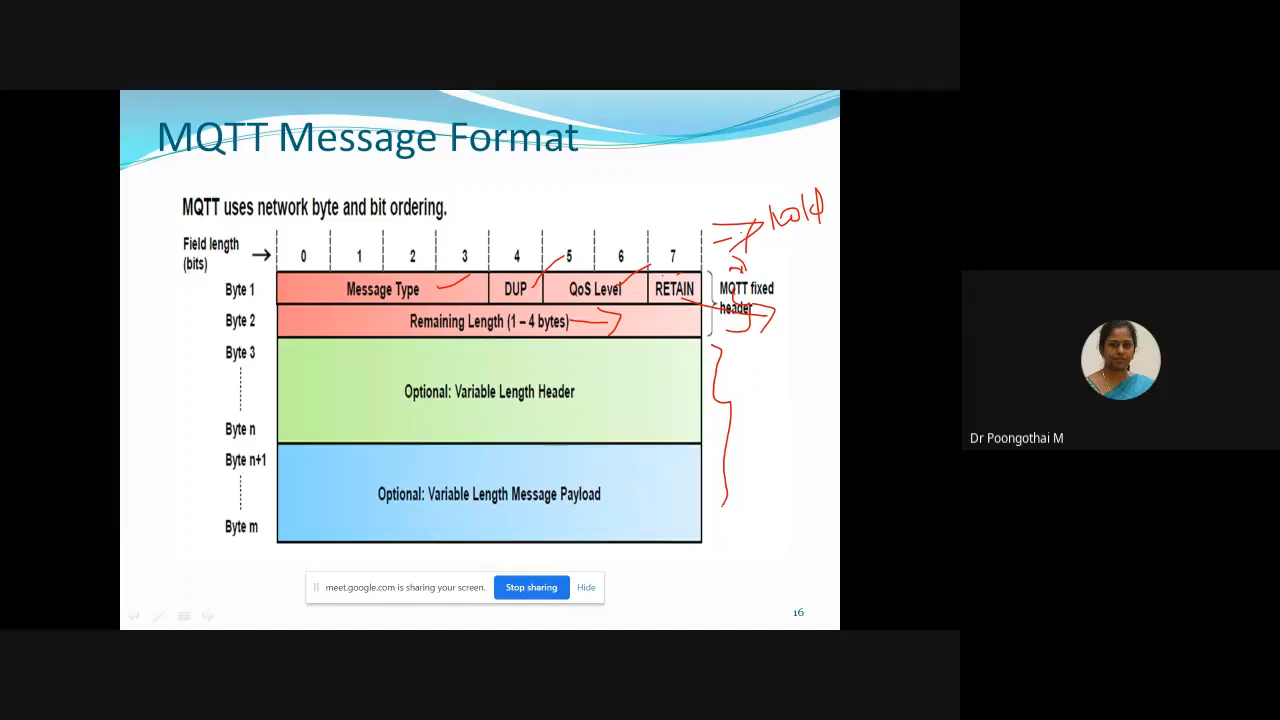 MQTT Message Format
MQTT uses network byte and bit ordering.
hold
Field length
(bits)
0 1 2 3 4 5 6 7
Byte 1 Message Type DUP QoS Level RETAIN MQTT fixed
header
Byte 2 Remaining Length (1 – 4 bytes)
Byte 3
Optional: Variable Length Header
Byte n
Byte n+1
Optional: Variable Length Message Payload
Byte m
Dr Poongothai M
meet.google.com is sharing your screen. Stop sharing Hide
16